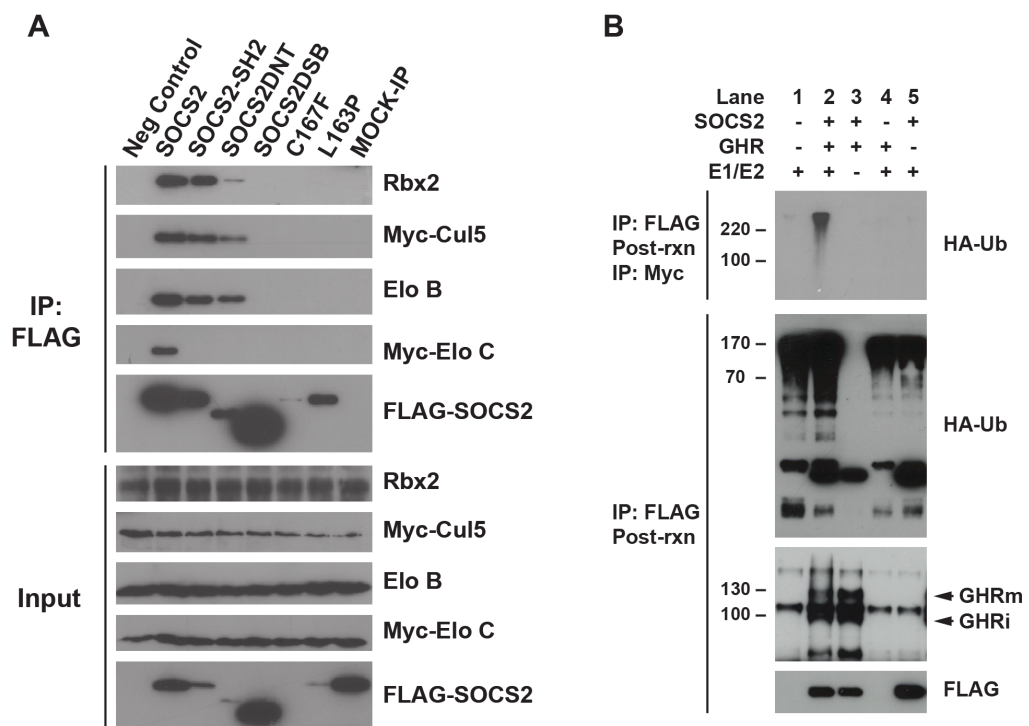 A
Neg Control
SOCS2
SOCS2-SH2
SOCS2DNT
SOCS2DSB
C167F
L163P
MOCK-IP
IP:
FLAG
Rbx2
Myc-Cul5
Elo B
Myc-Elo C
FLAG-SOCS2
Input
Rbx2
Myc-Cul5
Elo B
Myc-Elo C
FLAG-SOCS2
B
Lane 1 2 3 4 5
SOCS2 - + + - +
GHR - + + + -
E1/E2 + + - + +
IP: FLAG
Post-rxn
IP: Myc
220 –
100 –
HA-Ub
170 –
70 –
HA-Ub
IP: FLAG
Post-rxn
130 –
100 –
GHRm
GHRi
FLAG